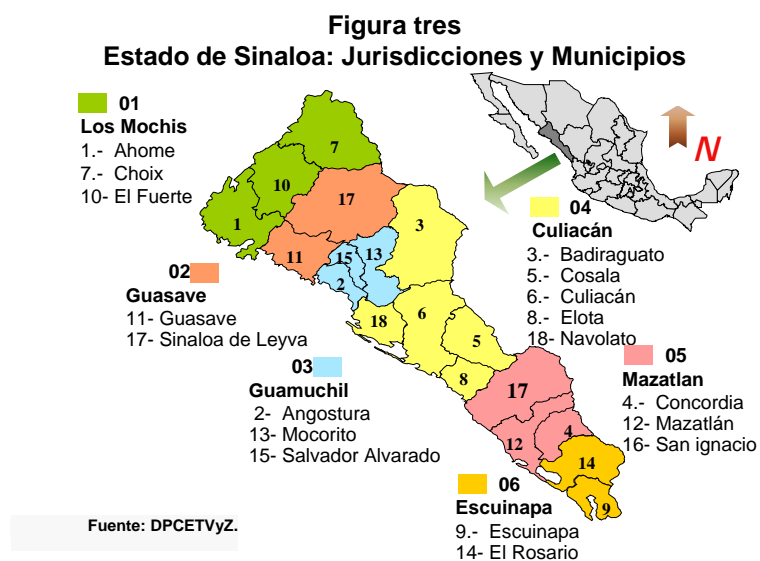 Figura tres
Estado de Sinaloa: Jurisdicciones y Municipios
01
Los Mochis
1.- Ahome
7.- Choix
10- El Fuerte
02
Guasave
11- Guasave
17- Sinaloa de Leyva
03
Guamuchil
2- Angostura
13- Mocorito
15- Salvador Alvarado
04
Culiacán
3.- Badiraguato
5.- Cosala
6.- Culiacán
8.- Elota
18- Navolato
05
Mazatlan
4.- Concordia
12- Mazatlán
16- San ignacio
06
Escuinapa
9.- Escuinapa
14- El Rosario
N
7
10
17
1
3
11
15
13
2
18
6
5
8
17
12
4
14
9
Fuente: DPCETVyZ.